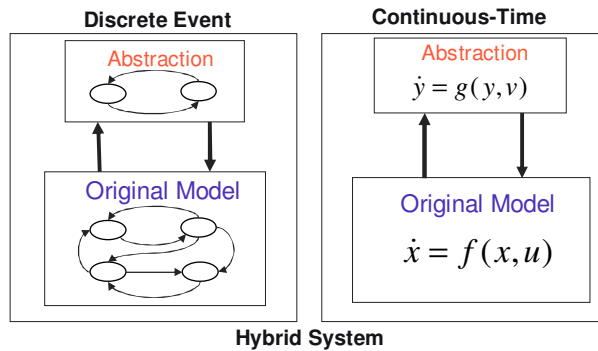 Discrete Event
Continuous-Time
Abstraction
Abstraction
ẏ = g(y,v)
Original Model
Original Model
ẋ = f(x,u)
Hybrid System